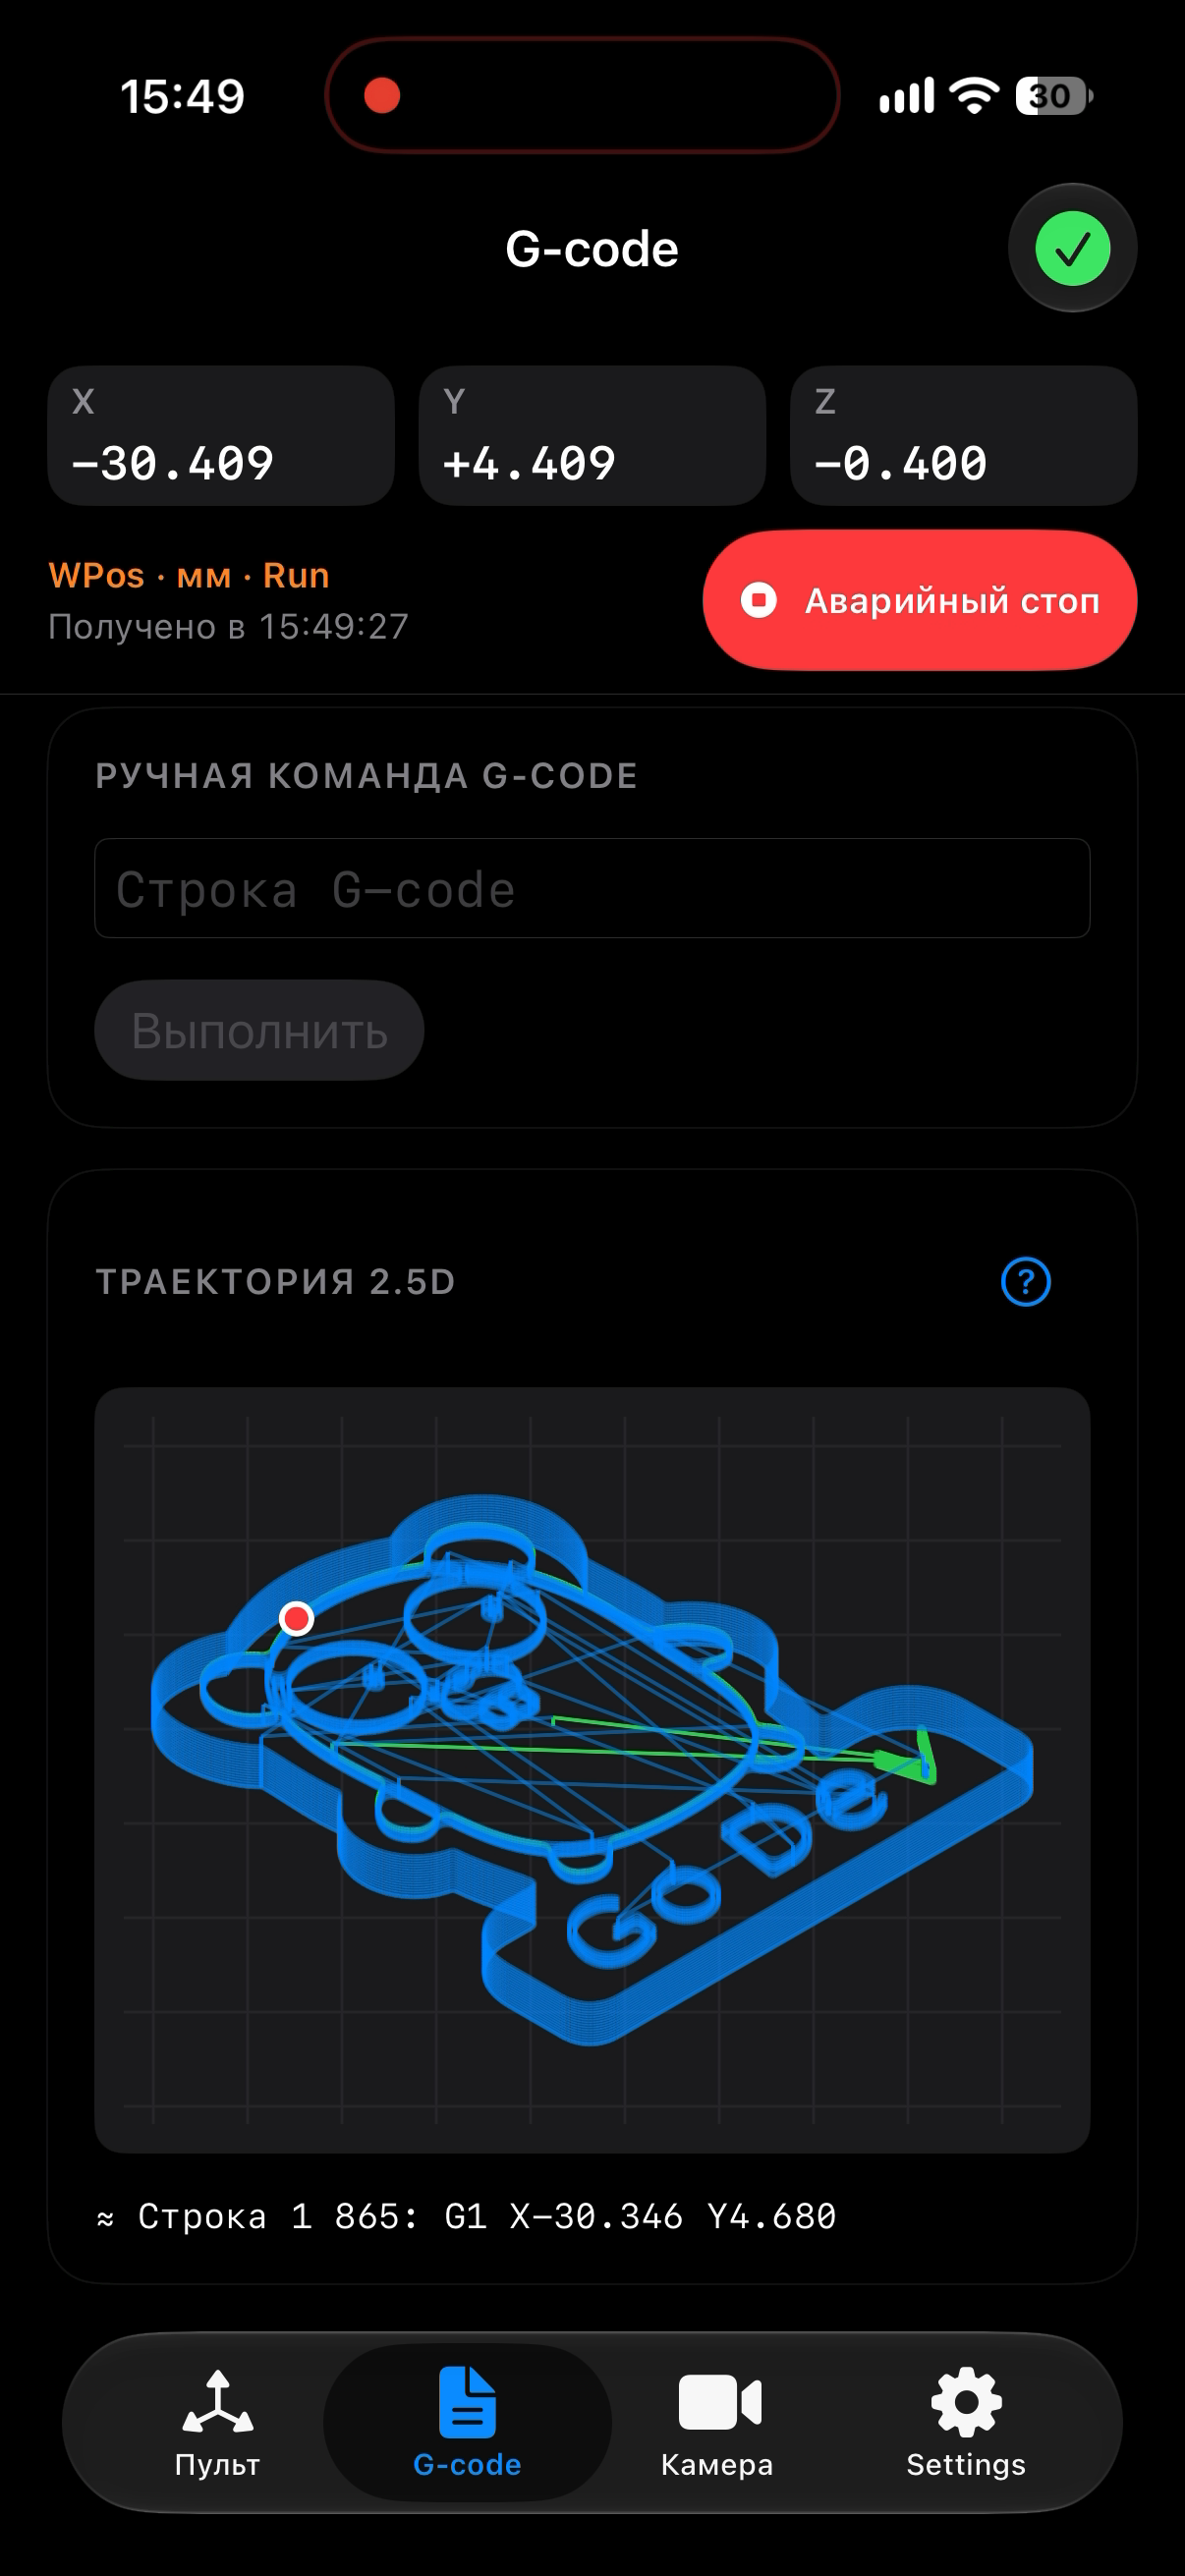 15:49
30
G-code
X
Y
Z
-30.409
+4.409
-0.400
WPos · мм · Run
Получено в 15:49:27
Аварийный стоп
РУЧНАЯ КОМАНДА G-CODE
Строка G-code
Выполнить
ТРАЕКТОРИЯ 2.5D
?
GODe
≈ Строка 1 865: G1 X-30.346 Y4.680
Пульт
G-code
Камера
Settings